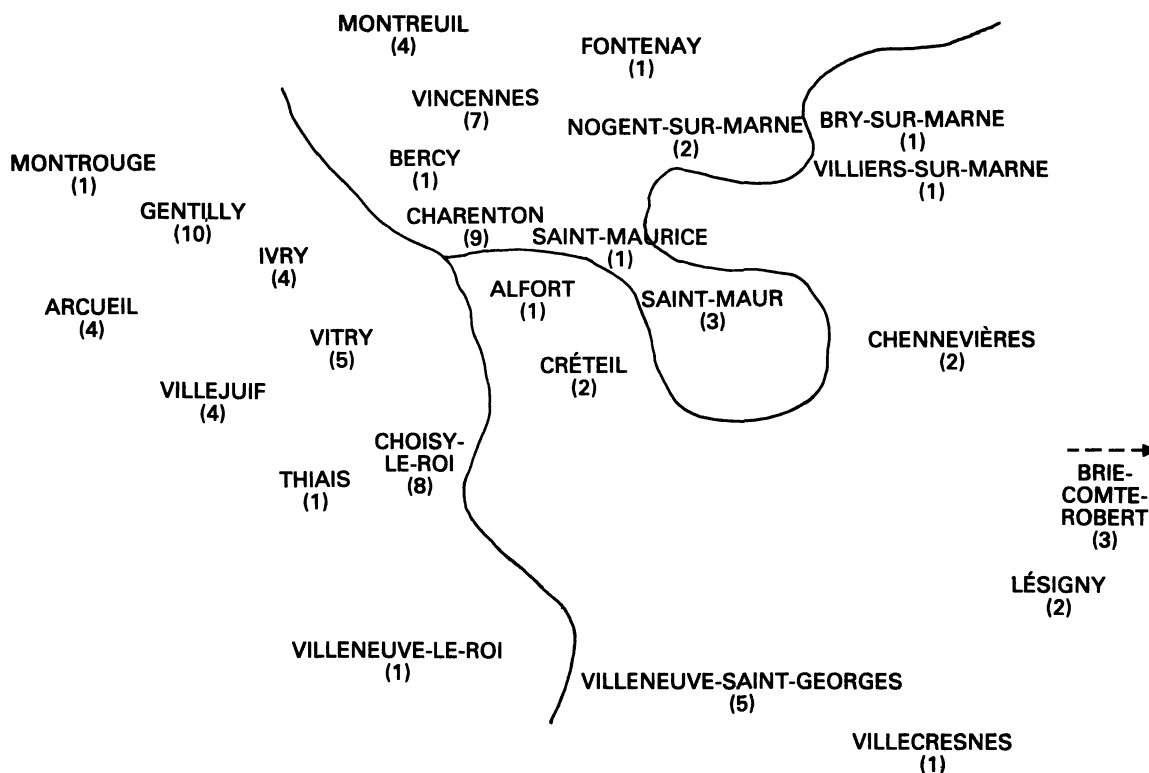 MONTREUIL
(4)
FONTENAY
(1)
VINCENNES
(7)
NOGENT-SUR-MARNE
(2)
BRY-SUR-MARNE
(1)
MONTROUGE
(1)
BERCY
(1)
VILLIERS-SUR-MARNE
(1)
GENTILLY
(10)
CHARENTON
(9)
SAINT-MAURICE
(1)
IVRY
(4)
ARCUEIL
(4)
ALFORT
(1)
SAINT-MAUR
(3)
VITRY
(5)
CRÉTEIL
(2)
CHENNEVIÈRES
(2)
VILLEJUIF
(4)
CHOISY-
LE-ROI
(8)
THIAIS
(1)
BRIE-
COMTE-
ROBERT
(3)
LÉSIGNY
(2)
VILLENEUVE-LE-ROI
(1)
VILLENEUVE-SAINT-GEORGES
(5)
VILLECRESNES
(1)